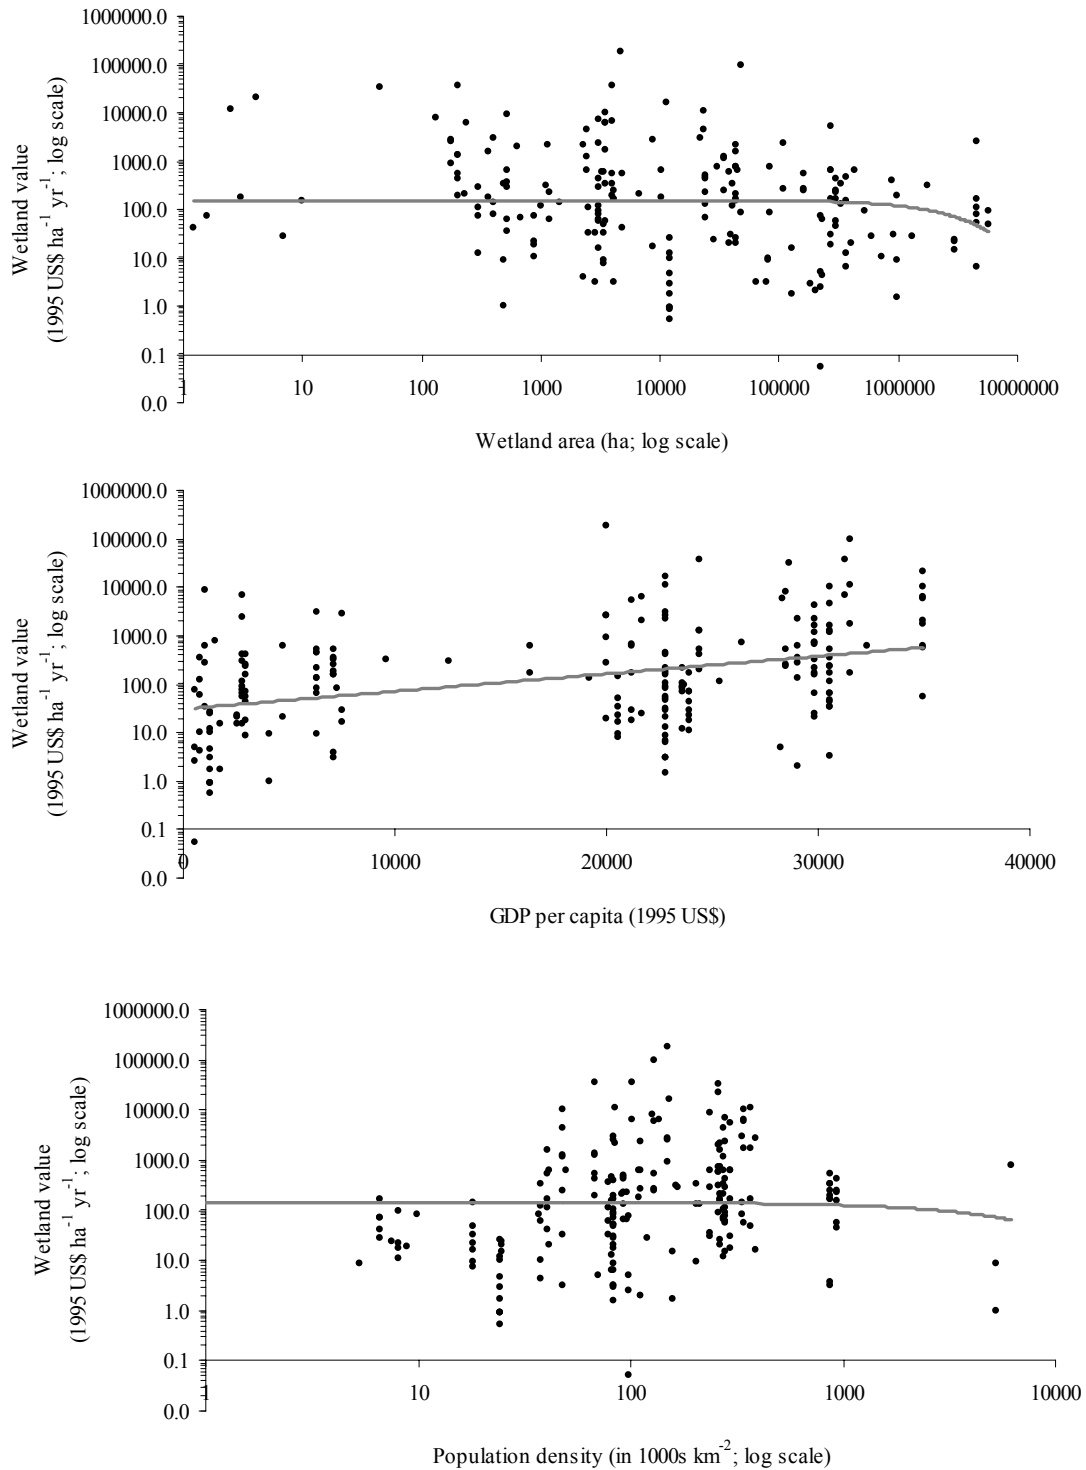 Wetland value
(1995 US$ ha⁻¹ yr⁻¹; log scale)
1000000.0
100000.0
10000.0
1000.0
100.0
10.0
1.0
0.1
0.0
1 10 100 1000 10000 100000 1000000 10000000
Wetland area (ha; log scale)
Wetland value
(1995 US$ ha⁻¹ yr⁻¹; log scale)
1000000.0
100000.0
10000.0
1000.0
100.0
10.0
1.0
0.1
0.0
0 10000 20000 30000 40000
GDP per capita (1995 US$)
Wetland value
(1995 US$ ha⁻¹ yr⁻¹; log scale)
1000000.0
100000.0
10000.0
1000.0
100.0
10.0
1.0
0.1
0.0
1 10 100 1000 10000
Population density (in 1000s km⁻²; log scale)